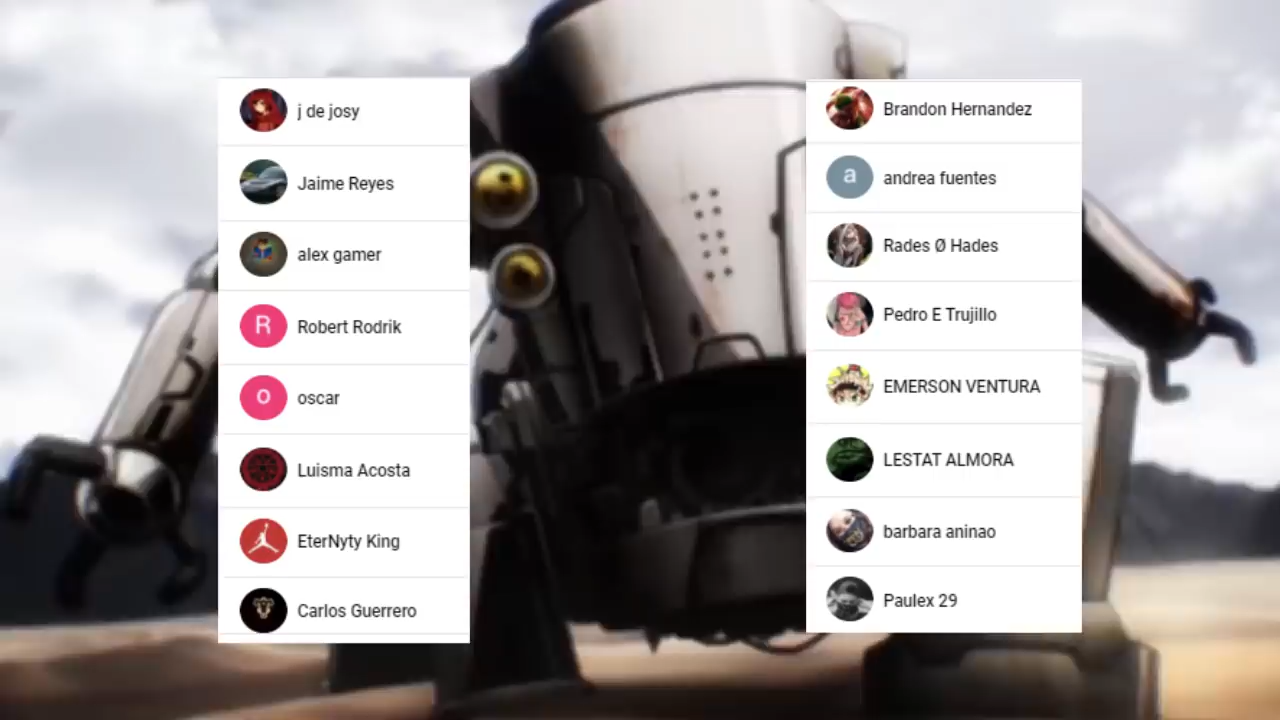 j de josy
Jaime Reyes
alex gamer
R
Robert Rodrik
o
oscar
Luisma Acosta
EterNyty King
Carlos Guerrero
Brandon Hernandez
a
andrea fuentes
Rades Ø Hades
Pedro E Trujillo
EMERSON VENTURA
LESTAT ALMORA
barbara aninao
Paulex 29